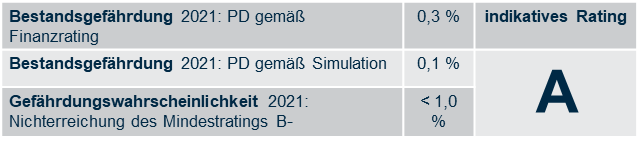 Bestandsgefährdung 2021: PD gemäß
Finanzrating
0,3 %
indikatives Rating
Bestandsgefährdung 2021: PD gemäß Simulation
0,1 %
A
Gefährdungswahrscheinlichkeit 2021:
Nichterreichung des Mindestratings B-
< 1,0
%